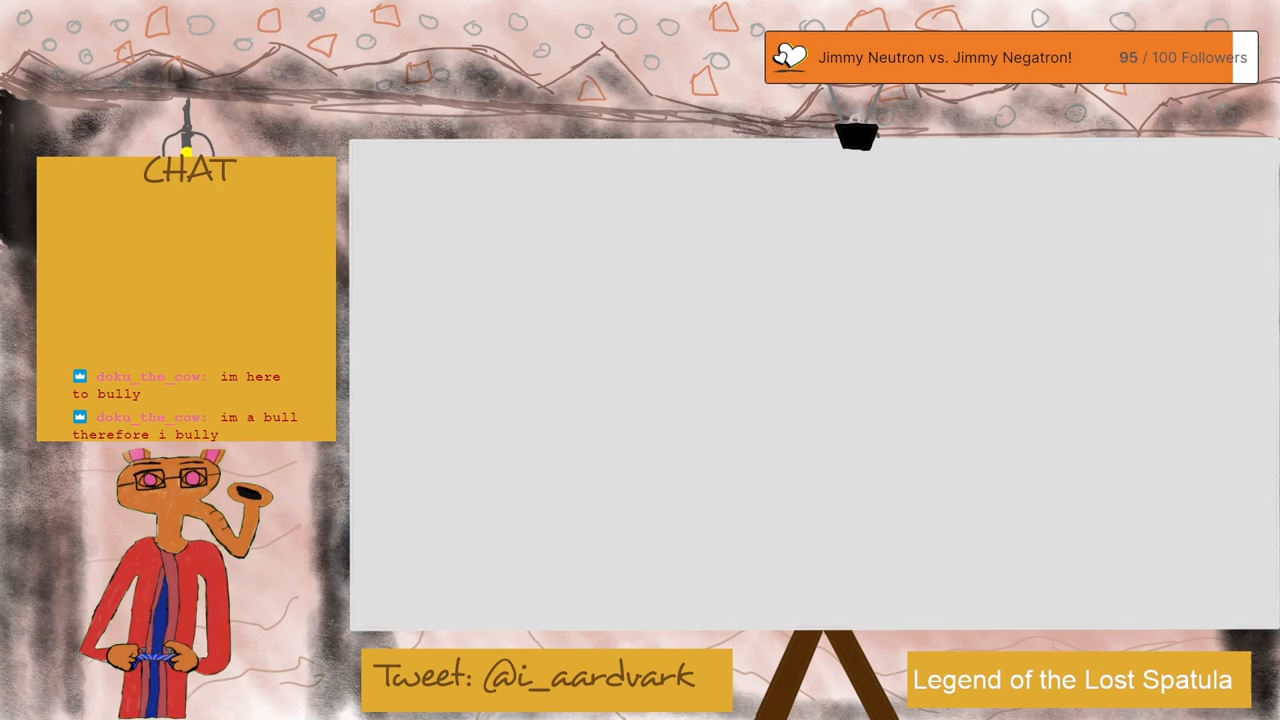 Jimmy Neutron vs. Jimmy Negatron! 95 / 100 Followers
CHAT
doku_the_cow: im here
to bully
doku_the_cow: im a bull
therefore i bully
Tweet: @i_aardvark
Legend of the Lost Spatula